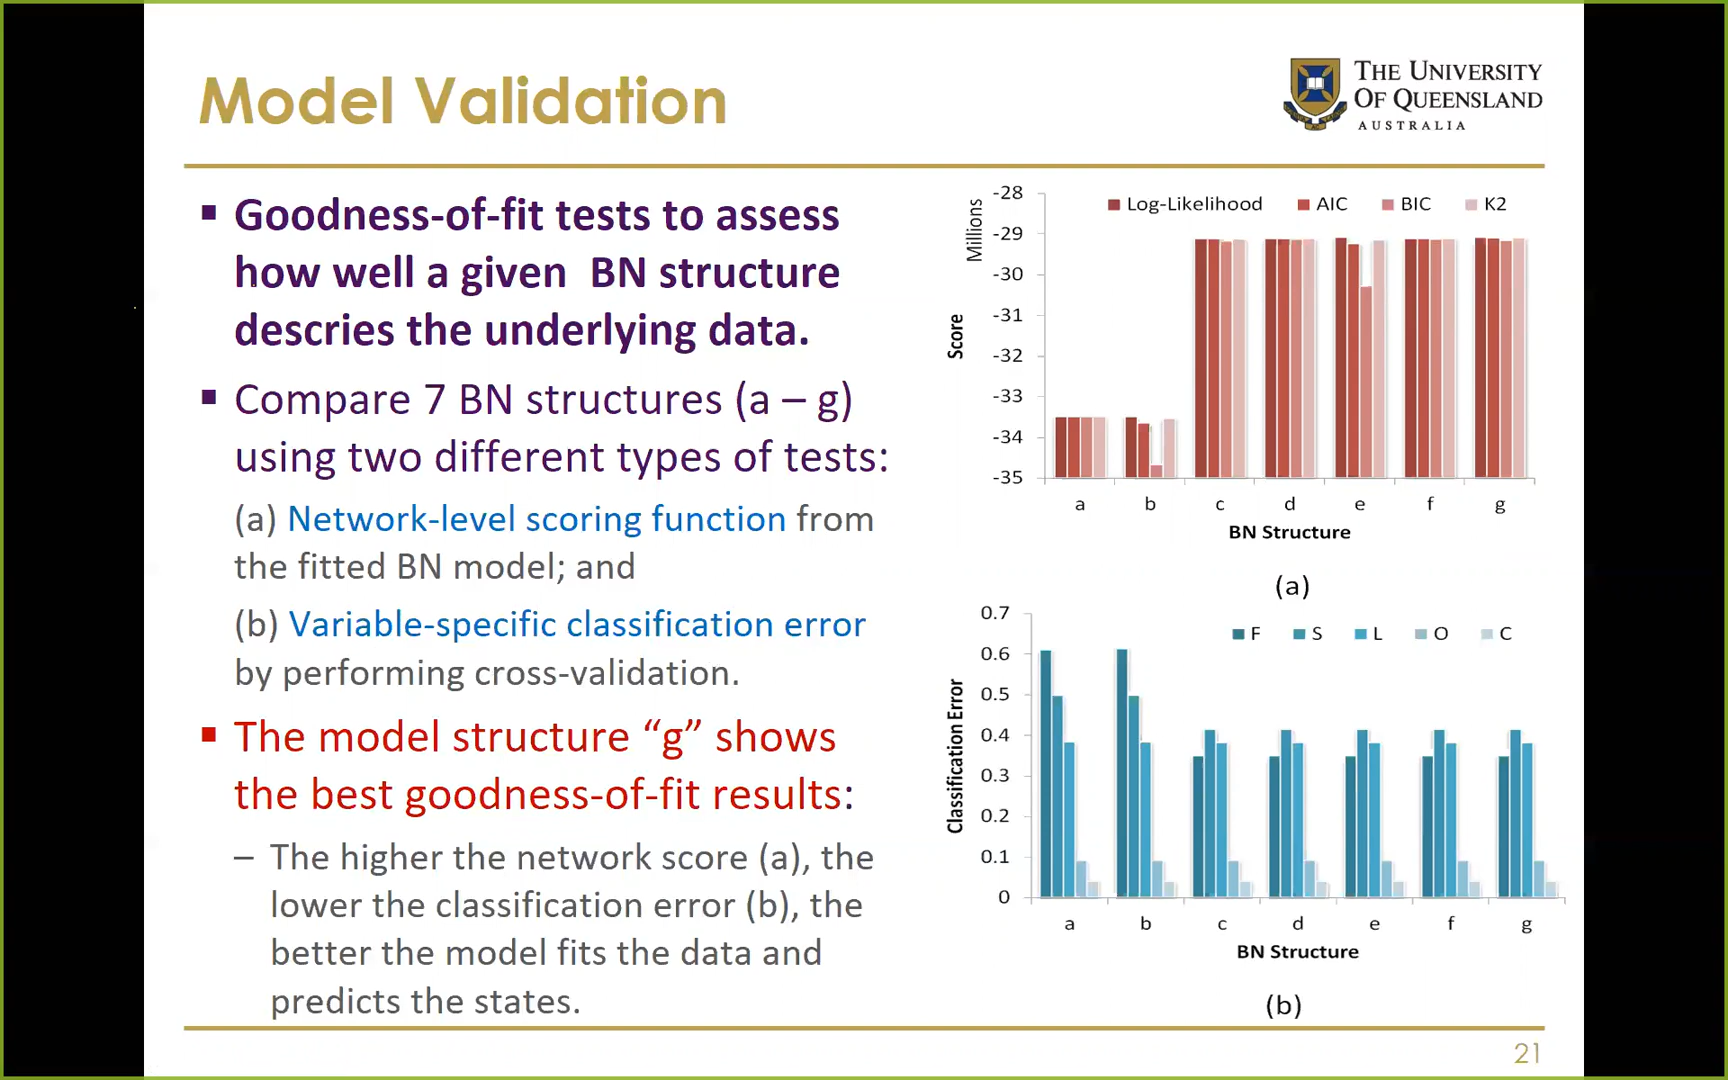 Model Validation
THE UNIVERSITY
OF QUEENSLAND
AUSTRALIA
▪ Goodness-of-fit tests to assess
how well a given BN structure
descries the underlying data.
▪ Compare 7 BN structures (a – g)
using two different types of tests:
(a) Network-level scoring function from
the fitted BN model; and
(b) Variable-specific classification error
by performing cross-validation.
▪ The model structure “g” shows
the best goodness-of-fit results:
– The higher the network score (a), the
lower the classification error (b), the
better the model fits the data and
predicts the states.
Millions
Score
Log-Likelihood AIC BIC K2
-28
-29
-30
-31
-32
-33
-34
-35
a b c d e f g
BN Structure
(a)
Classification Error
F S L O C
0.7
0.6
0.5
0.4
0.3
0.2
0.1
0
a b c d e f g
BN Structure
(b)
21